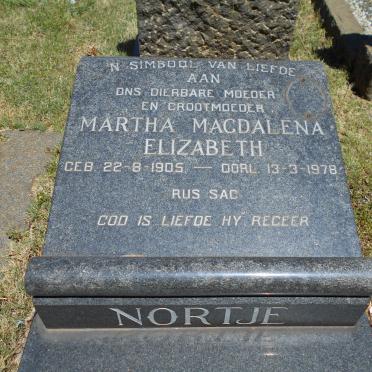 'N SIMBOOL VAN LIEFDE
AAN
ONS DIERBARE MOEDER
EN GROOTMOEDER
MARTHA MAGDALENA
ELIZABETH
GEB. 22-8-1905 — OORL. 13-3-1978
RUS SAG
GOD IS LIEFDE HY REGEER
NORTJE